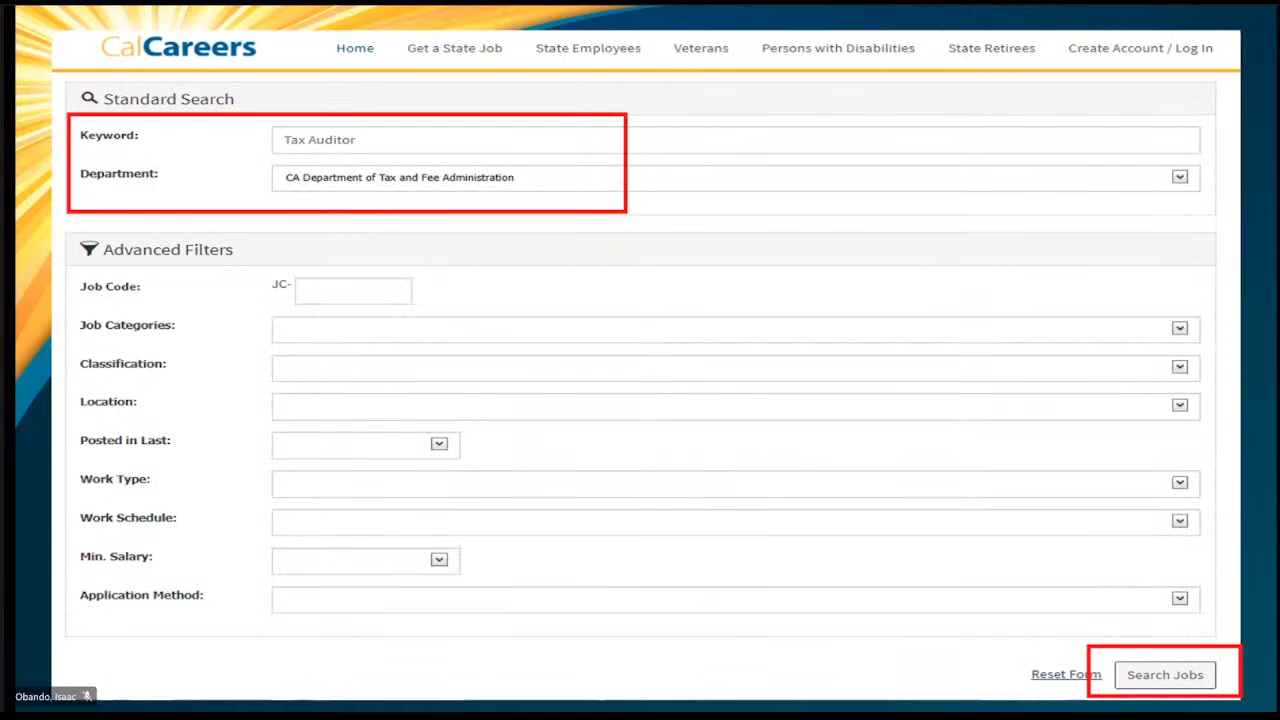 CalCareers Home Get a State Job State Employees Veterans Persons with Disabilities State Retirees Create Account / Log In
Standard Search
Keyword: Tax Auditor
Department: CA Department of Tax and Fee Administration
Advanced Filters
Job Code: JC-
Job Categories:
Classification:
Location:
Posted in Last:
Work Type:
Work Schedule:
Min. Salary:
Application Method:
Reset Form Search Jobs
Obando, Isaac